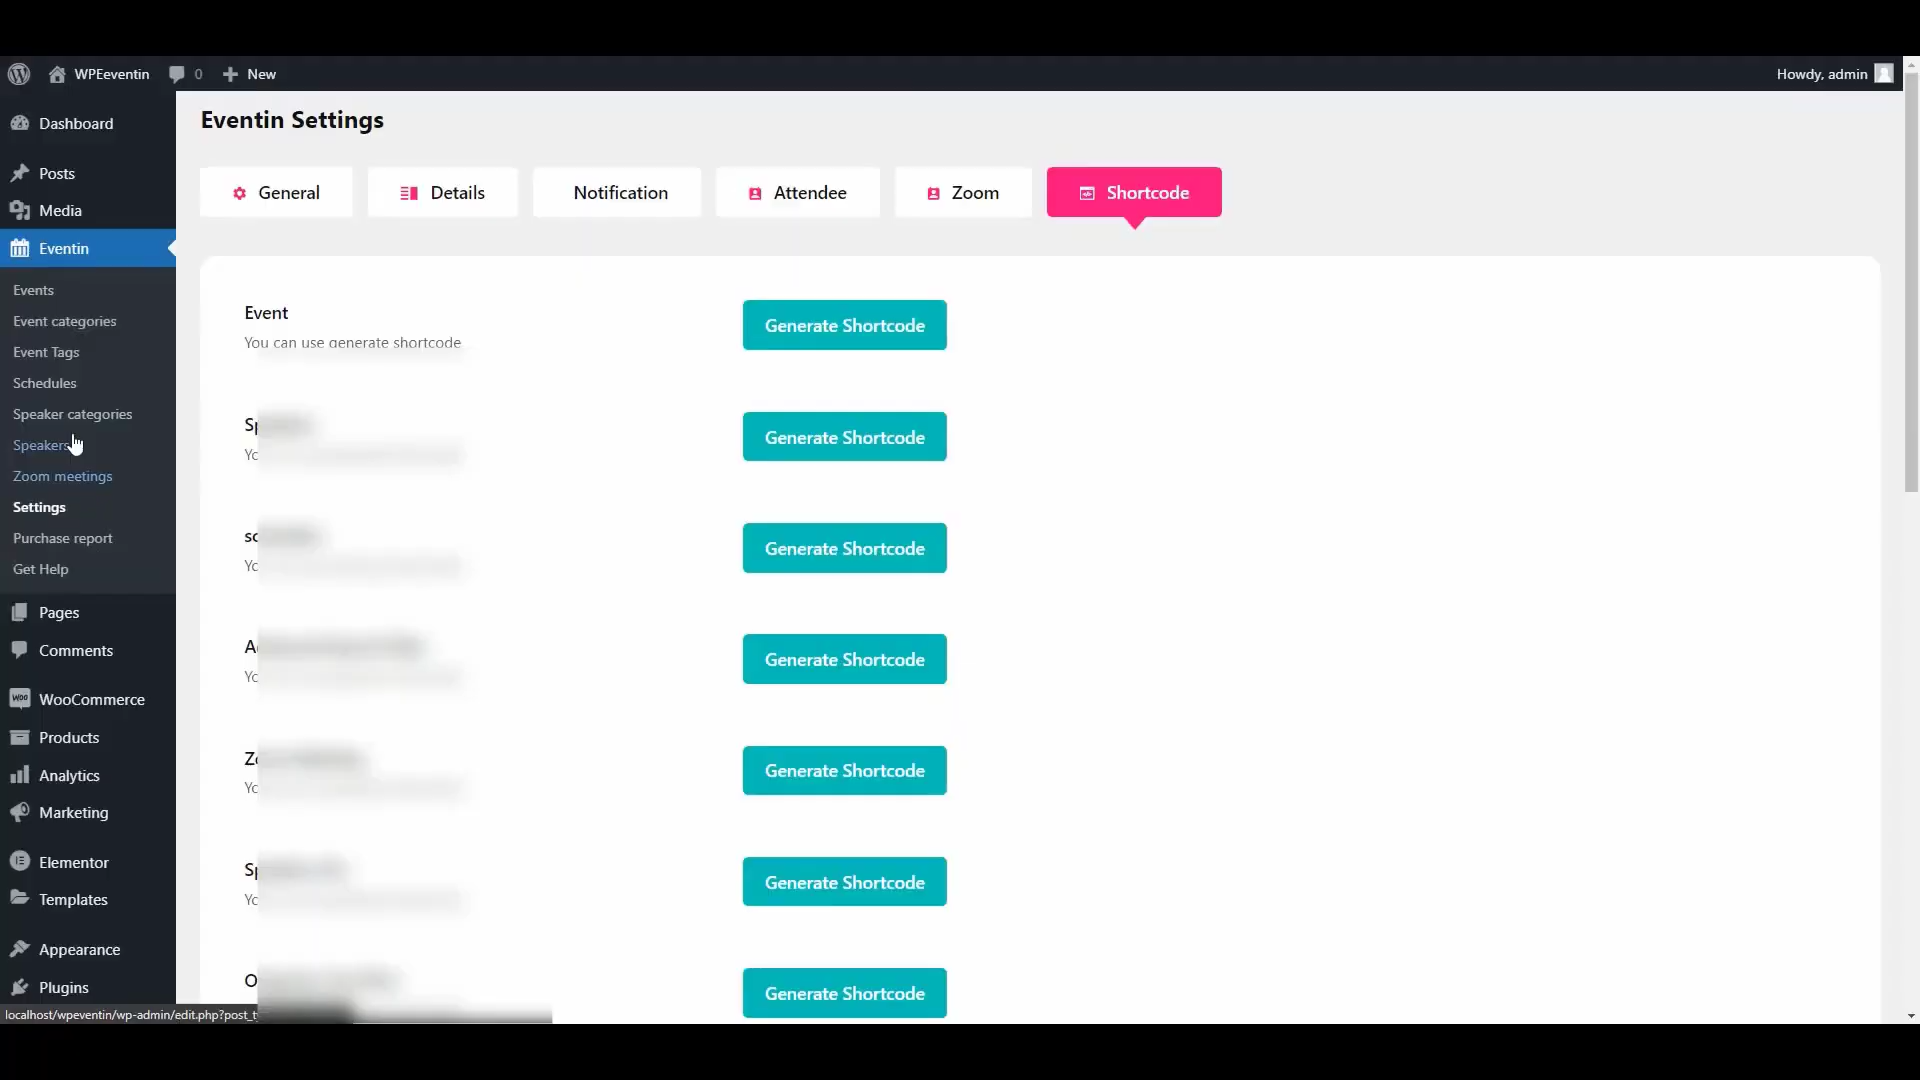 WPEeventin
0
New
Howdy, admin
Dashboard
Posts
Media
Eventin
Events
Event categories
Event Tags
Schedules
Speaker categories
Speakers
Zoom meetings
Settings
Purchase report
Get Help
Pages
Comments
WooCommerce
Products
Analytics
Marketing
Elementor
Templates
Appearance
Plugins
localhost/wpeventin/wp-admin/edit.php?post_t
Eventin Settings
General
Details
Notification
Attendee
Zoom
Shortcode
Event
Generate Shortcode
You can use generate shortcode
Generate Shortcode
Generate Shortcode
Generate Shortcode
Generate Shortcode
Generate Shortcode
Generate Shortcode